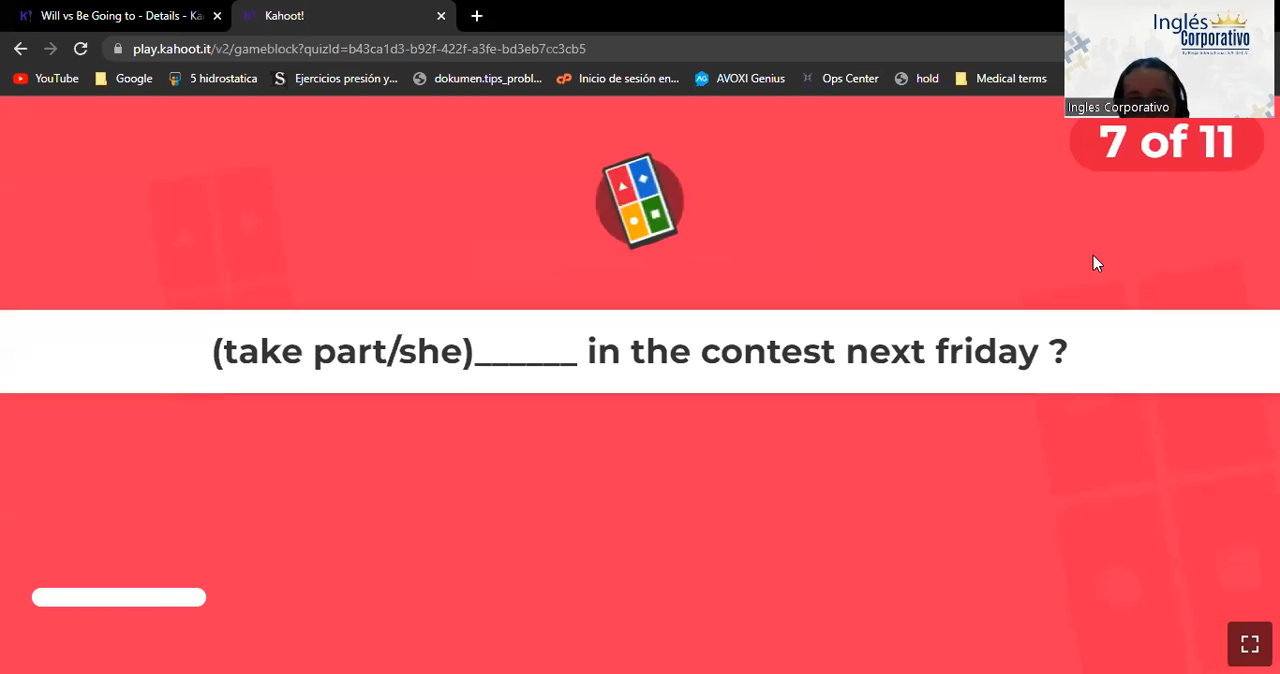 Will vs Be Going to - Details - Ka
Kahoot!
play.kahoot.it/v2/gameblock?quizId=b43ca1d3-b92f-422f-a3fe-bd3eb7cc3cb5
YouTube
Google
5 hidrostatica
Ejercicios presión y...
dokumen.tips_probl...
Inicio de sesión en...
AVOXI Genius
Ops Center
hold
Medical terms
Inglés
Corporativo
Ingles Corporativo
7 of 11
(take part/she)______ in the contest next friday ?